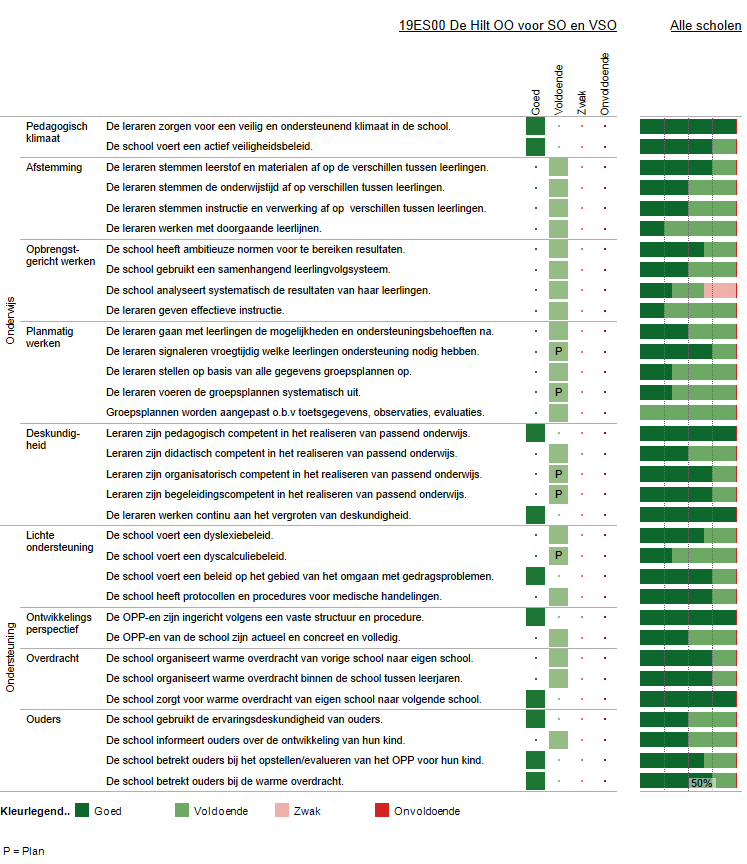 19ES00 De Hilt OO voor SO en VSO
Alle scholen
Goed
Voldoende
Zwak
Onvoldoende
Onderwijs
Pedagogisch
klimaat
De leraren zorgen voor een veilig en ondersteunend klimaat in de school.
De school voert een actief veiligheidsbeleid.
Afstemming
De leraren stemmen leerstof en materialen af op de verschillen tussen leerlingen.
De leraren stemmen de onderwijstijd af op verschillen tussen leerlingen.
De leraren stemmen instructie en verwerking af op verschillen tussen leerlingen.
De leraren werken met doorgaande leerlijnen.
Opbrengst-
gericht werken
De school heeft ambitieuze normen voor te bereiken resultaten.
De school gebruikt een samenhangend leerlingvolgsysteem.
De school analyseert systematisch de resultaten van haar leerlingen.
De leraren geven effectieve instructie.
Planmatig
werken
De leraren gaan met leerlingen de mogelijkheden en ondersteuningsbehoeften na.
De leraren signaleren vroegtijdig welke leerlingen ondersteuning nodig hebben.
P
De leraren stellen op basis van alle gegevens groepsplannen op.
De leraren voeren de groepsplannen systematisch uit.
P
Groepsplannen worden aangepast o.b.v toetsgegevens, observaties, evaluaties.
Deskundig-
heid
Leraren zijn pedagogisch competent in het realiseren van passend onderwijs.
Leraren zijn didactisch competent in het realiseren van passend onderwijs.
Leraren zijn organisatorisch competent in het realiseren van passend onderwijs.
P
Leraren zijn begeleidingscompetent in het realiseren van passend onderwijs.
P
De leraren werken continu aan het vergroten van deskundigheid.
Ondersteuning
Lichte
ondersteuning
De school voert een dyslexiebeleid.
De school voert een dyscalculiebeleid.
P
De school voert een beleid op het gebied van het omgaan met gedragsproblemen.
De school heeft protocollen en procedures voor medische handelingen.
Ontwikkelings
perspectief
De OPP-en zijn ingericht volgens een vaste structuur en procedure.
De OPP-en van de school zijn actueel en concreet en volledig.
Overdracht
De school organiseert warme overdracht van vorige school naar eigen school.
De school organiseert warme overdracht binnen de school tussen leerjaren.
De school zorgt voor warme overdracht van eigen school naar volgende school.
Ouders
De school gebruikt de ervaringsdeskundigheid van ouders.
De school informeert ouders over de ontwikkeling van hun kind.
De school betrekt ouders bij het opstellen/evalueren van het OPP voor hun kind.
De school betrekt ouders bij de warme overdracht.
50%
Kleurlegend..
Goed
Voldoende
Zwak
Onvoldoende
P = Plan